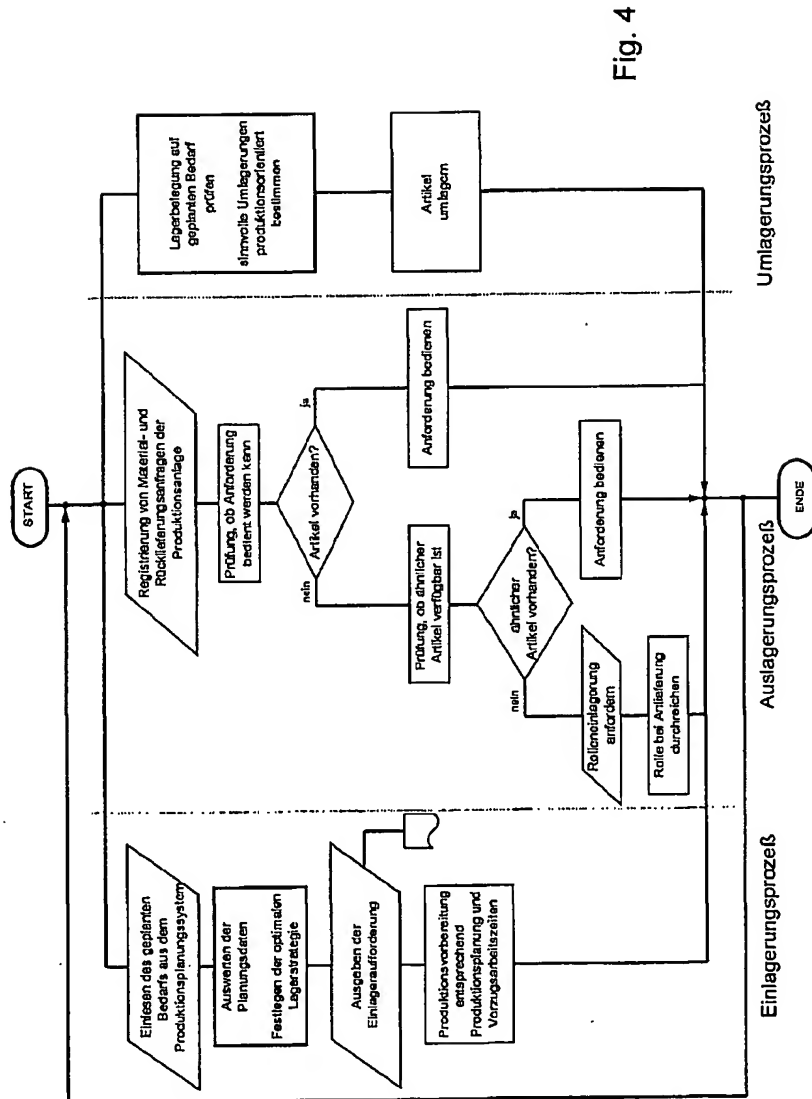 START
Einlesen des geplanten
Bedarfs aus dem
Produktionsplanungssystem
Auswerten der
Planungsdaten
Festlegen der optimalen
Lagerstrategie
Ausgeben der
Einlageraufforderung
Produktionsvorbereitung
entsprechend
Produktionsplanung und
Vorzugsarbeitszeiten
Einlagerungsprozeß
Registrierung von Material- und
Rücklieferungsanfragen der
Produktionsanlage
Prüfung, ob Anforderung
bedient werden kann
Artikel vorhanden?
nein
ja
Prüfung, ob ähnlicher
Artikel verfügbar ist
Anforderung bedienen
ähnlicher
Artikel vorhanden?
nein
ja
Rolleneinlagerung
anfordern
Rolle bei Anlieferung
durchreichen
Anforderung bedienen
Auslagerungsprozeß
Lagerbelegung auf
geplanten Bedarf
prüfen
sinnvolle Umlagerungen
produktionsorientiert
bestimmen
Artikel
umlagern
Umlagerungsprozeß
ENDE
Fig. 4